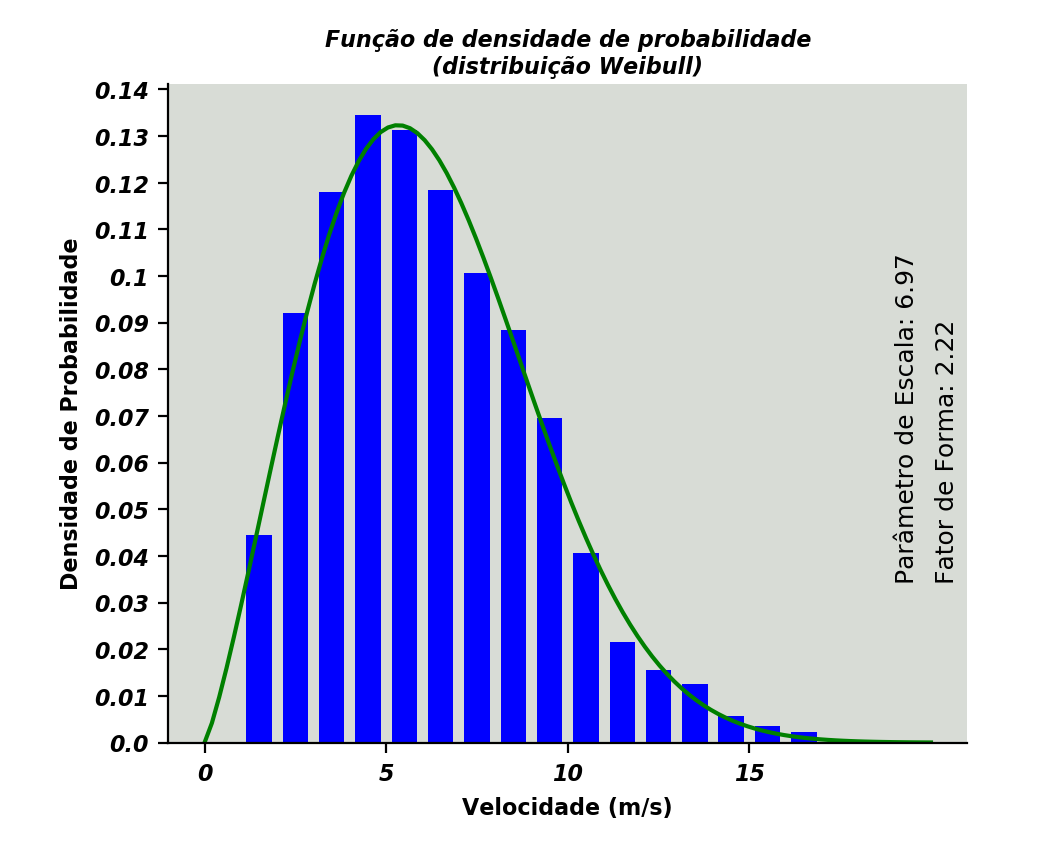 Função de densidade de probabilidade
(distribuição Weibull)
0.14
0.13
0.12
0.11
0.1
0.09
0.08
0.07
0.06
0.05
0.04
0.03
0.02
0.01
0.0
Densidade de Probabilidade
Parâmetro de Escala: 6.97
Fator de Forma: 2.22
0 5 10 15
Velocidade (m/s)